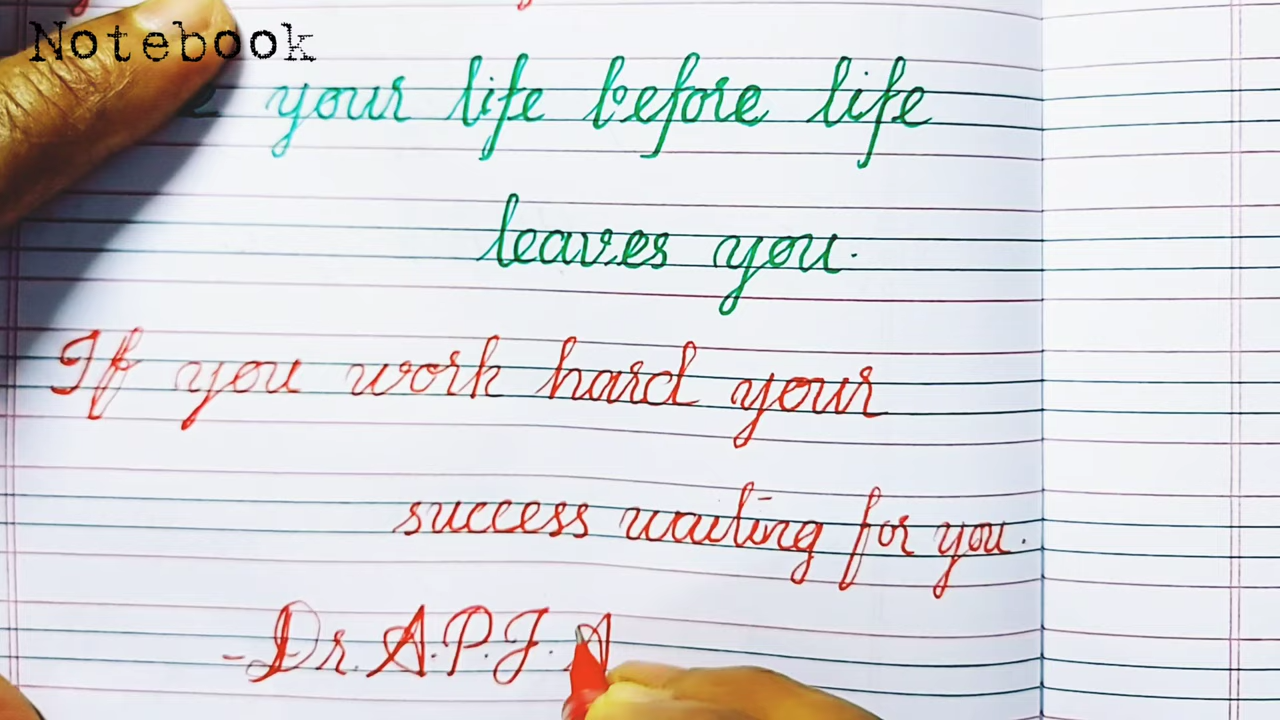 Notebook
your life before life
leaves you.
If you work hard your
success waiting for you.
-Dr. A.P.J. A